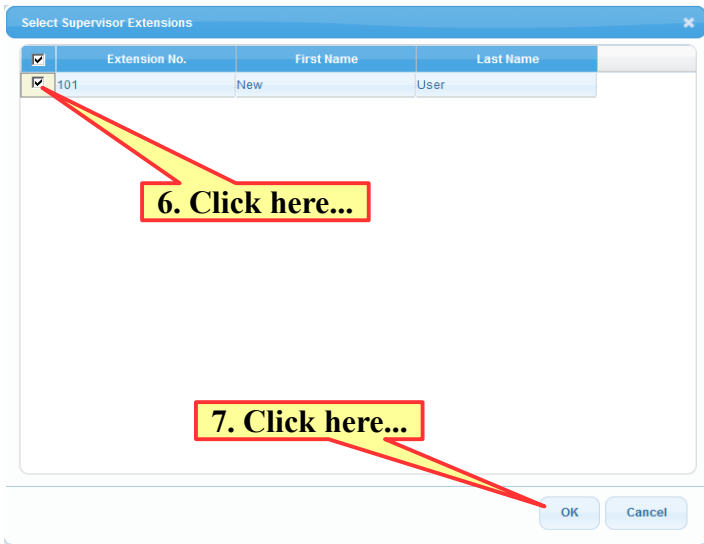 Select Supervisor Extensions
Extension No. First Name Last Name
101 New User
6. Click here...
7. Click here...
OK Cancel